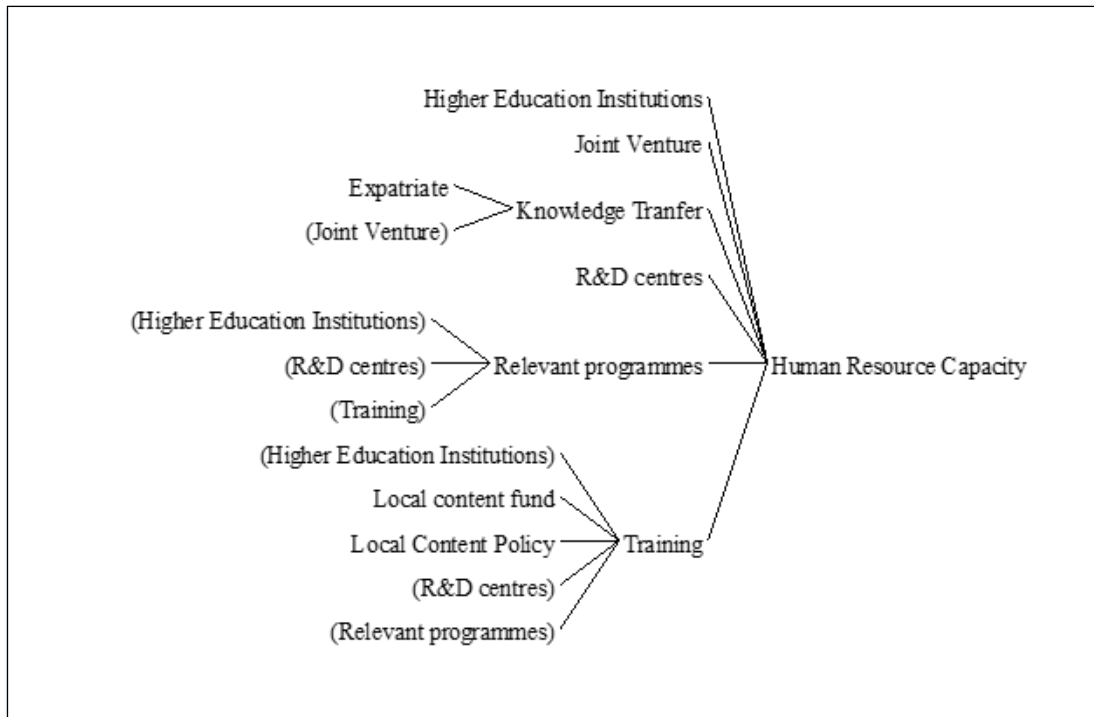 Higher Education Institutions
Joint Venture
Expatriate
Knowledge Tranfer
(Joint Venture)
R&D centres
(Higher Education Institutions)
(R&D centres)
Relevant programmes
Human Resource Capacity
(Training)
(Higher Education Institutions)
Local content fund
Local Content Policy
Training
(R&D centres)
(Relevant programmes)